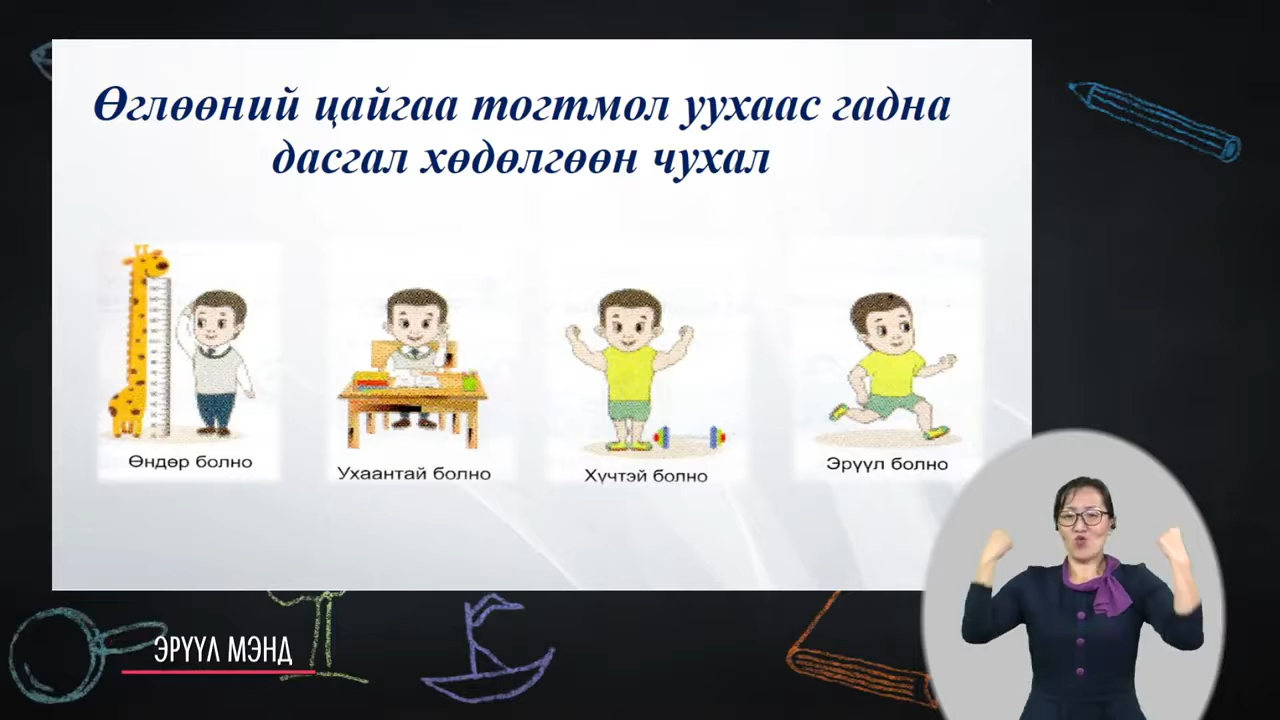 Өглөөний цайгаа тогтмол уухаас гадна
дасгал хөдөлгөөн чухал
Өндөр болно
Ухаантай болно
Хүчтэй болно
Эрүүл болно
ЭРҮҮЛ МЭНД